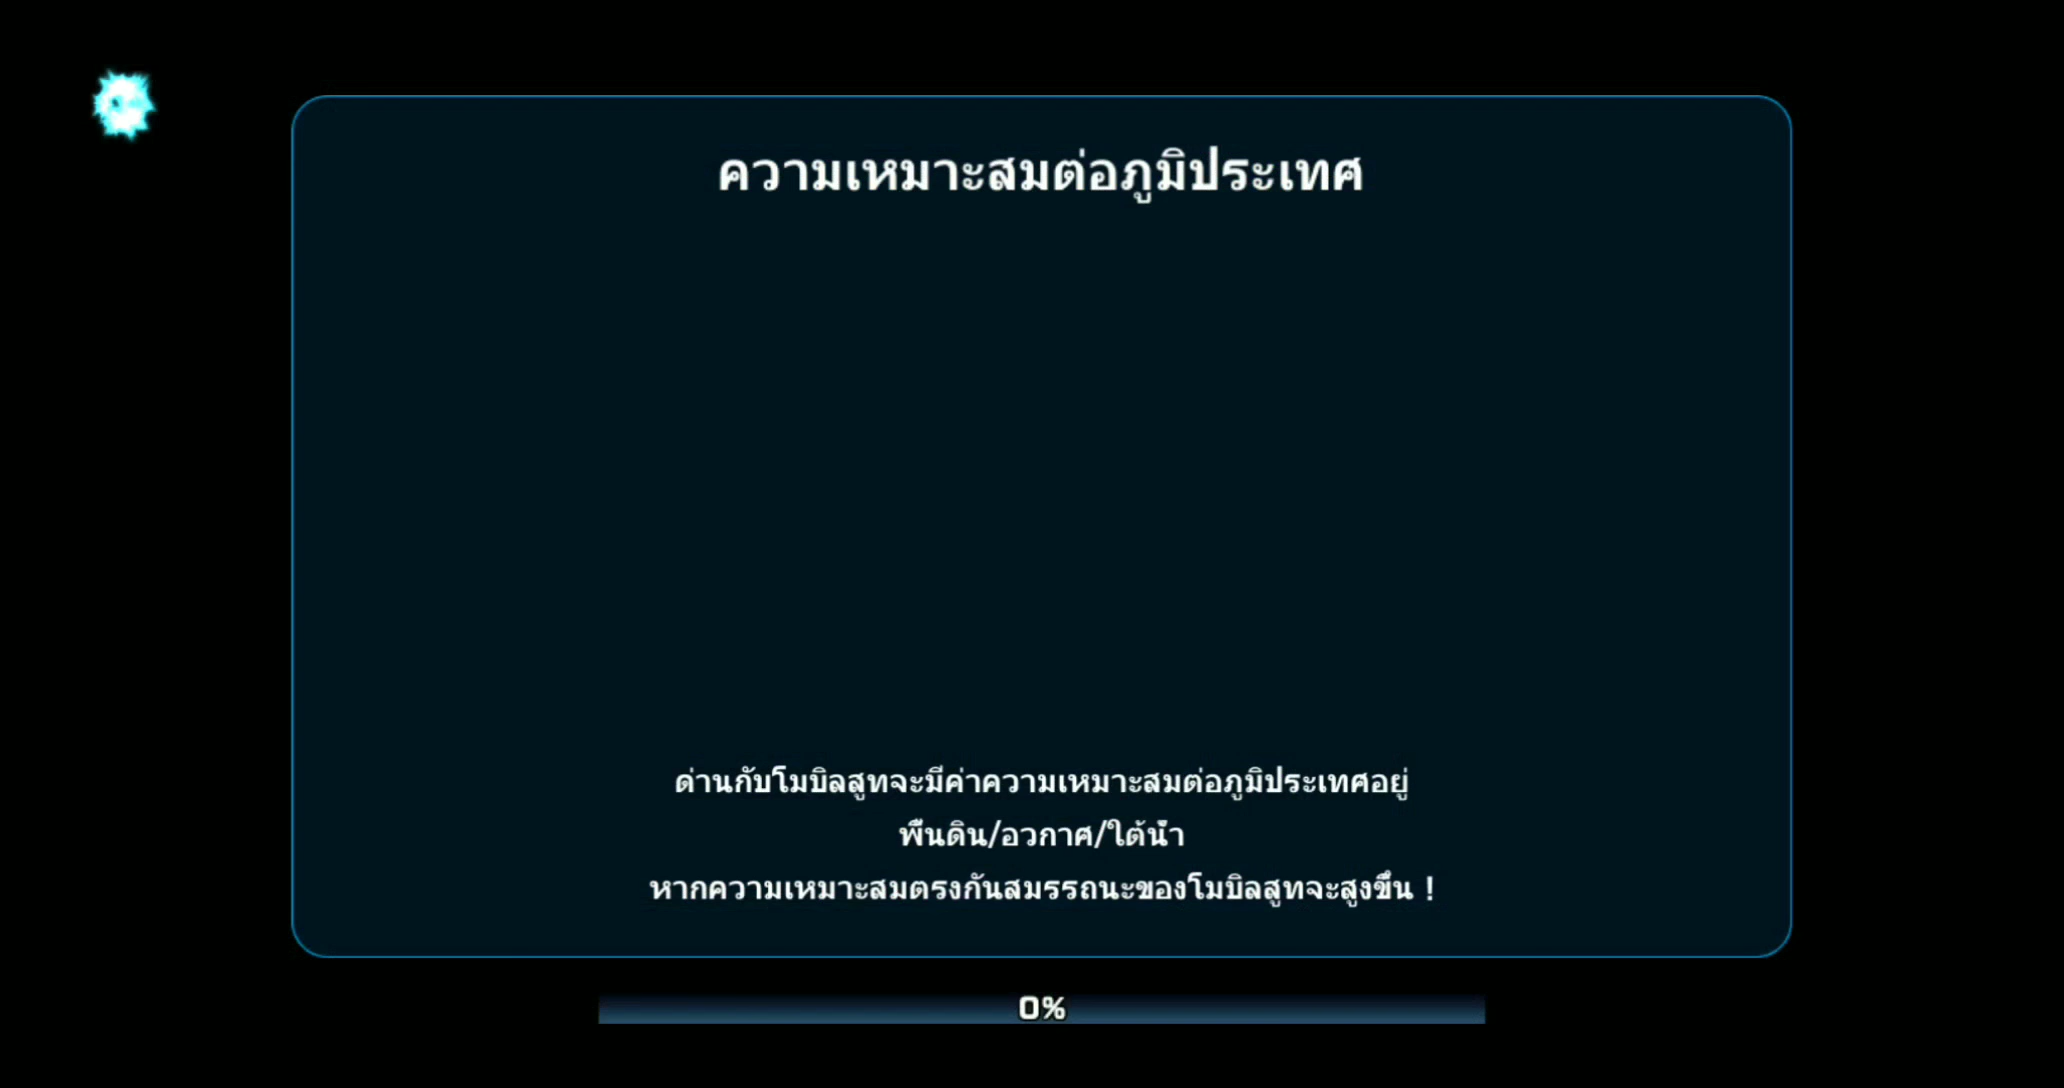 ความเหมาะสมต่อภูมิประเทศ
ด่านกับโมบิลสูทจะมีค่าความเหมาะสมต่อภูมิประเทศอยู่
พื้นดิน/อวกาศ/ใต้น้ำ
หากความเหมาะสมตรงกันสมรรถนะของโมบิลสูทจะสูงขึ้น !
0%